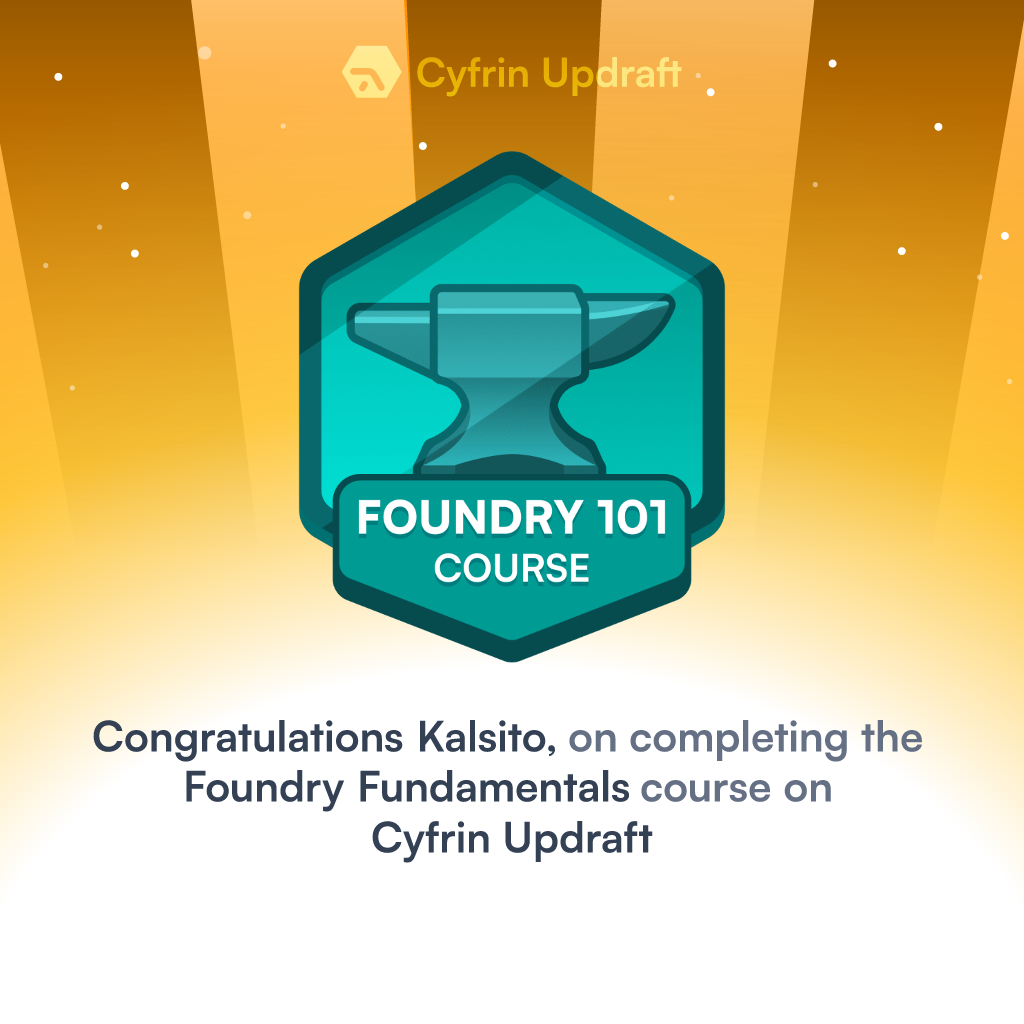 Cyfrin Updraft
FOUNDRY 101
COURSE
Congratulations Kalsito, on completing the
Foundry Fundamentals course on
Cyfrin Updraft